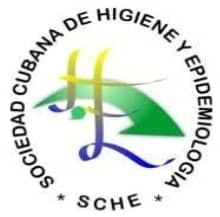 SOCIEDAD CUBANA DE HIGIENE Y EPIDEMIOLOGIA
* SCHE *